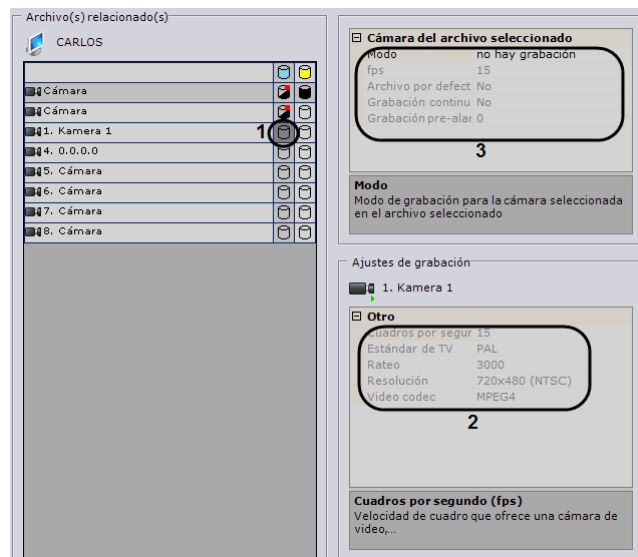 Archivo(s) relacionado(s)
CARLOS
Cámara
Cámara
1. Kamera 1
1
4. 0.0.0.0
5. Cámara
6. Cámara
7. Cámara
8. Cámara
Cámara del archivo seleccionado
Modo no hay grabación
fps 15
Archivo por defect No
Grabación continu No
Grabación pre-alar 0
3
Modo
Modo de grabación para la cámara seleccionada
en el archivo seleccionado
Ajustes de grabación
1. Kamera 1
Otro
Cuadros por segur 15
Estándar de TV PAL
Rateo 3000
Resolución 720x480 (NTSC)
Video codec MPEG4
2
Cuadros por segundo (fps)
Velocidad de cuadro que ofrece una cámara de
video,...